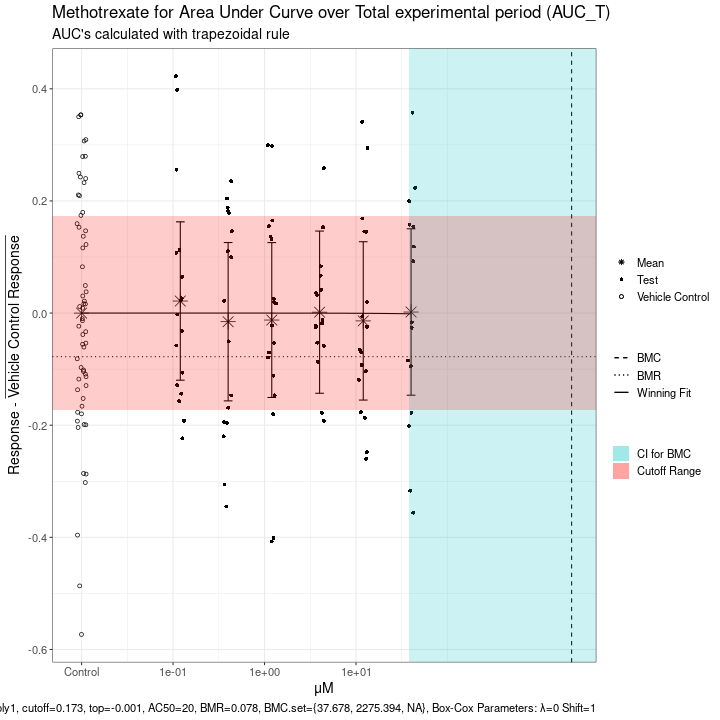 Methotrexate for Area Under Curve over Total experimental period (AUC_T)
AUC's calculated with trapezoidal rule
Response - Vehicle Control Response
0.4
0.2
0.0
-0.2
-0.4
-0.6
Control
1e-01
1e+00
1e+01
μM
Mean
Test
Vehicle Control
BMC
BMR
Winning Fit
CI for BMC
Cutoff Range
cutoff=0.173, top=-0.001, AC50=20, BMR=0.078, BMC.set={37.678, 2275.394, NA}, Box-Cox Parameters: λ=0 Shift=1